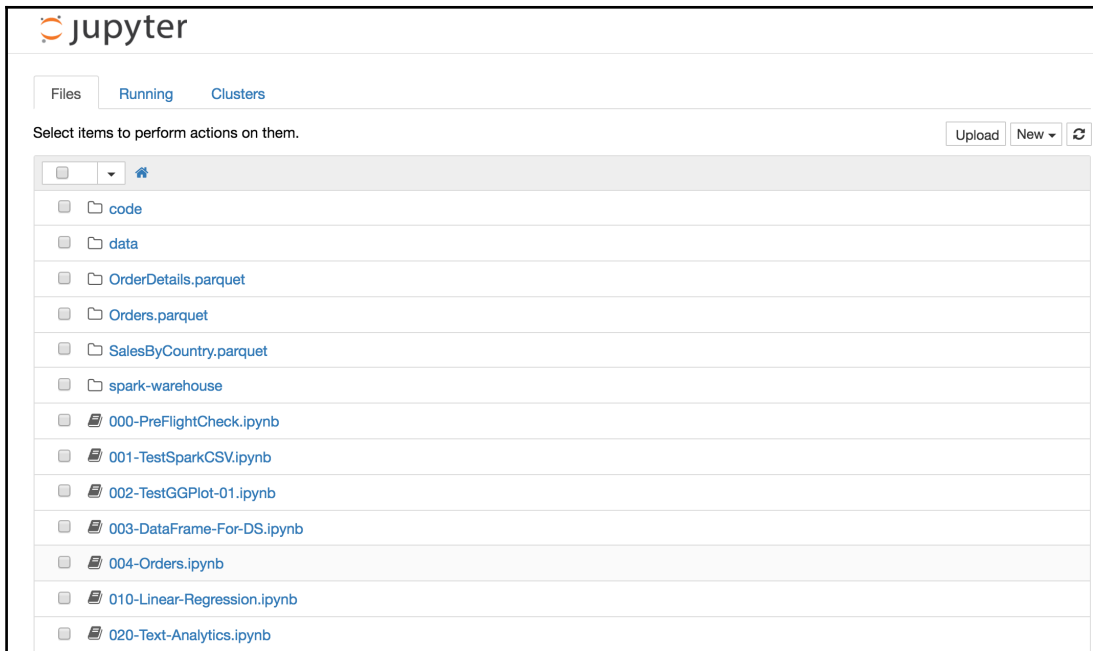 jupyter
Files Running Clusters
Select items to perform actions on them.
Upload New
code
data
OrderDetails.parquet
Orders.parquet
SalesByCountry.parquet
spark-warehouse
000-PreFlightCheck.ipynb
001-TestSparkCSV.ipynb
002-TestGGPlot-01.ipynb
003-DataFrame-For-DS.ipynb
004-Orders.ipynb
010-Linear-Regression.ipynb
020-Text-Analytics.ipynb